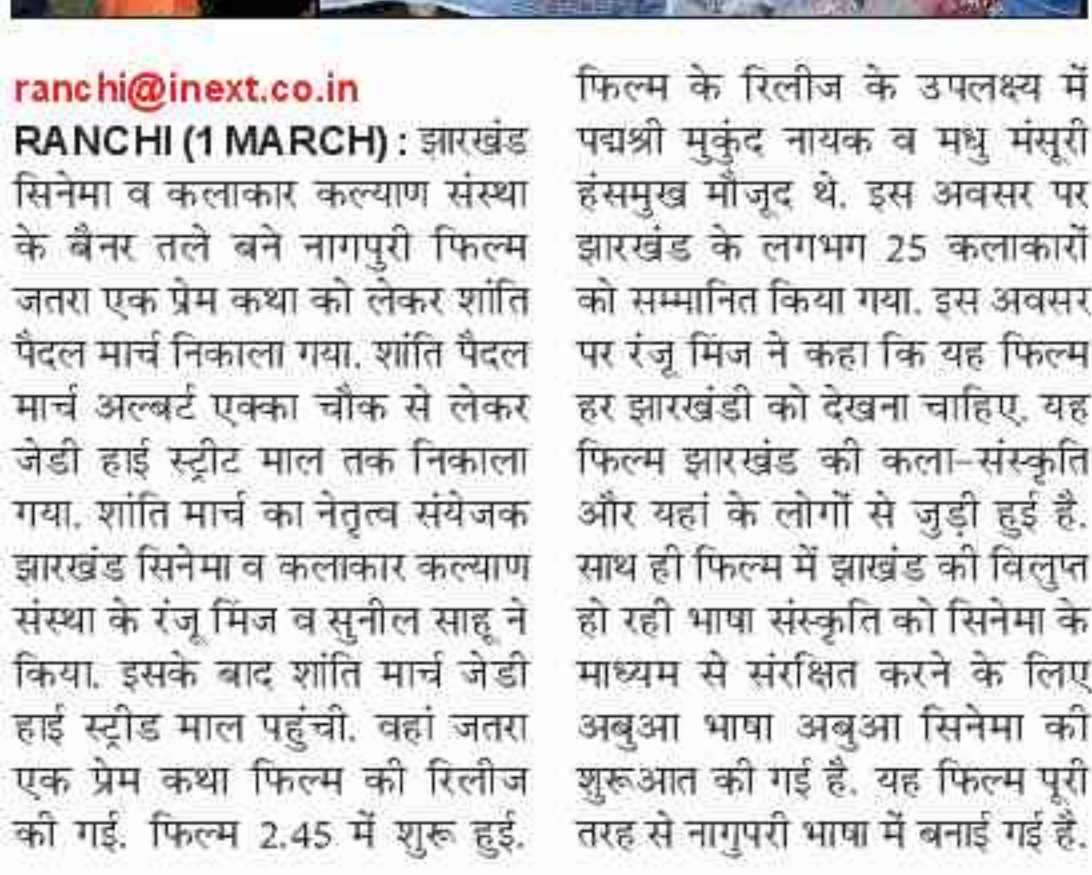 ranchi@inext.co.in
RANCHI (1 MARCH) : झारखंड
सिनेमा व कलाकार कल्याण संस्था
के बैनर तले बने नागपुरी फिल्म
जतरा एक प्रेम कथा को लेकर शांति
पैदल मार्च निकाला गया. शांति पैदल
मार्च अल्बर्ट एक्का चौक से लेकर
जेडी हाई स्ट्रीट माल तक निकाला
गया. शांति मार्च का नेतृत्व संयेजक
झारखंड सिनेमा व कलाकार कल्याण
संस्था के रंजू मिंज व सुनील साहू ने
किया. इसके बाद शांति मार्च जेडी
हाई स्ट्रीड माल पहुंची. वहां जतरा
एक प्रेम कथा फिल्म की रिलीज
की गई. फिल्म 2.45 में शुरू हुई.
फिल्म के रिलीज के उपलक्ष्य में
पद्मश्री मुकुंद नायक व मधु मंसूरी
हंसमुख मौजूद थे. इस अवसर पर
झारखंड के लगभग 25 कलाकारों
को सम्मानित किया गया. इस अवसर
पर रंजू मिंज ने कहा कि यह फिल्म
हर झारखंडी को देखना चाहिए. यह
फिल्म झारखंड की कला-संस्कृति
और यहां के लोगों से जुड़ी हुई है.
साथ ही फिल्म में झाखंड की विलुप्त
हो रही भाषा संस्कृति को सिनेमा के
माध्यम से संरक्षित करने के लिए
अबुआ भाषा अबुआ सिनेमा की
शुरूआत की गई है. यह फिल्म पूरी
तरह से नागुपरी भाषा में बनाई गई है.